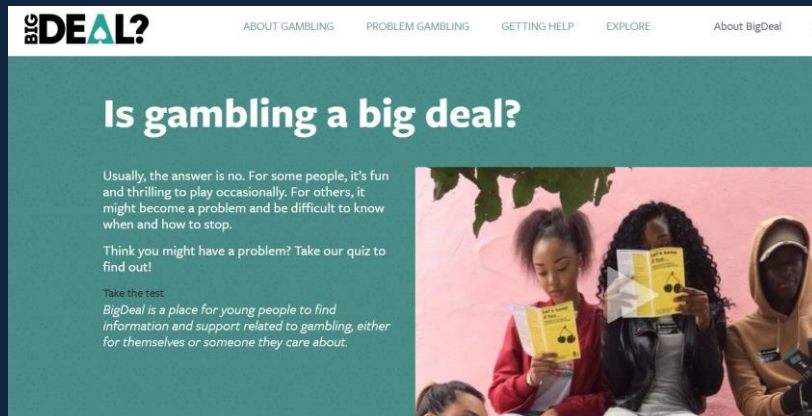 BIG DEAL?
ABOUT GAMBLING
PROBLEM GAMBLING
GETTING HELP
EXPLORE
About BigDeal
Is gambling a big deal?
Usually, the answer is no. For some people, it's fun
and thrilling to play occasionally. For others, it
might become a problem and be difficult to know
when and how to stop.
Think you might have a problem? Take our quiz to
find out!
Take the test
BigDeal is a place for young people to find
information and support related to gambling, either
for themselves or someone they care about.
Let's keep
it fun...